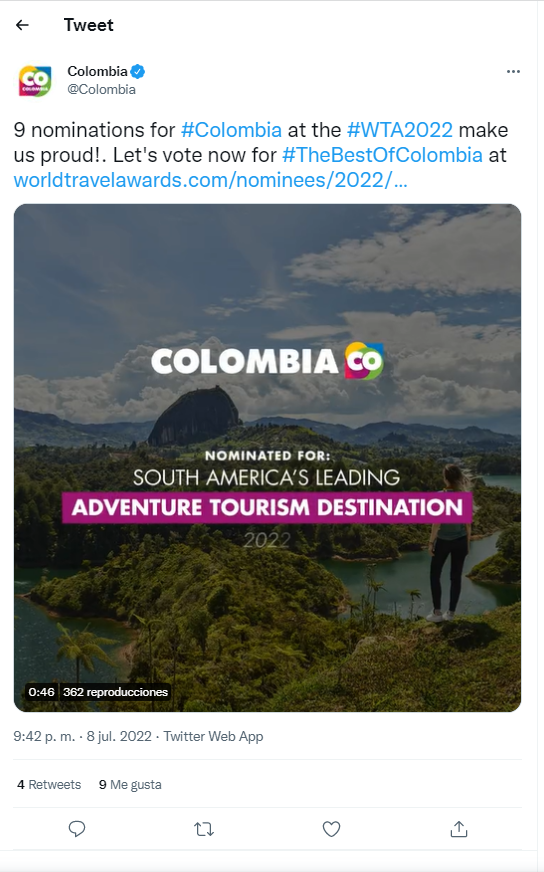 Tweet
Colombia
@Colombia
9 nominations for #Colombia at the #WTA2022 make
us proud!. Let's vote now for #TheBestOfColombia at
worldtravelawards.com/nominees/2022/...
CO
COLOMBIA
COLOMBIA CO
NOMINATED FOR:
SOUTH AMERICA'S LEADING
ADVENTURE TOURISM DESTINATION
2022
0:46 362 reproducciones
9:42 p. m. · 8 jul. 2022 · Twitter Web App
4 Retweets 9 Me gusta